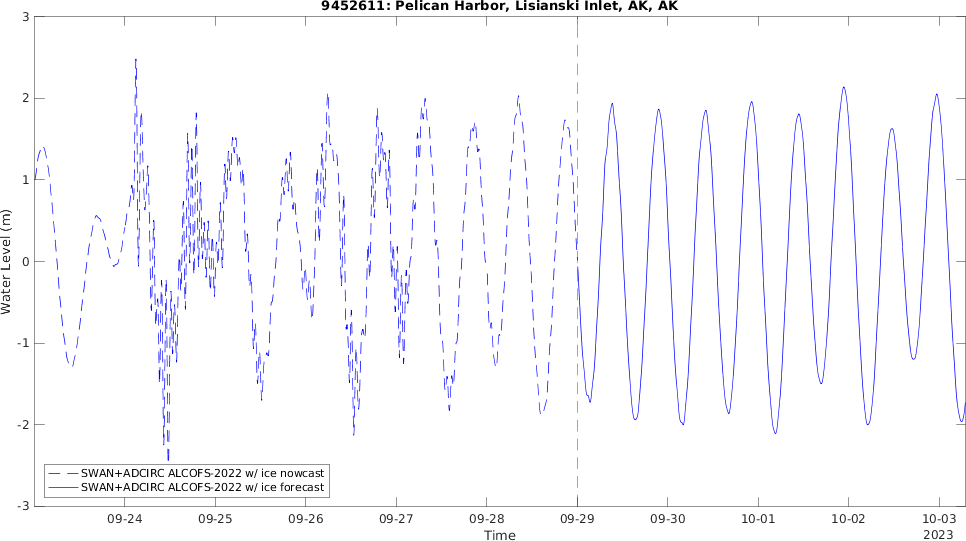 9452611: Pelican Harbor, Lisianski Inlet, AK, AK
Water Level (m)
3
2
1
0
-1
-2
-3
SWAN+ADCIRC ALCOFS-2022 w/ ice nowcast
SWAN+ADCIRC ALCOFS-2022 w/ ice forecast
09-24 09-25 09-26 09-27 09-28 09-29 09-30 10-01 10-02 10-03
Time
2023